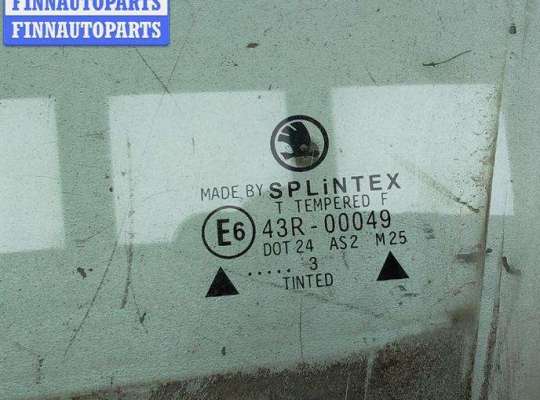 FINNAUTOPARTS
FINNAUTOPARTS
MADE BY SPLiNTEX
T TEMPERED F
E6 43R-00049
DOT 24 AS2 M25
..... 3
TINTED